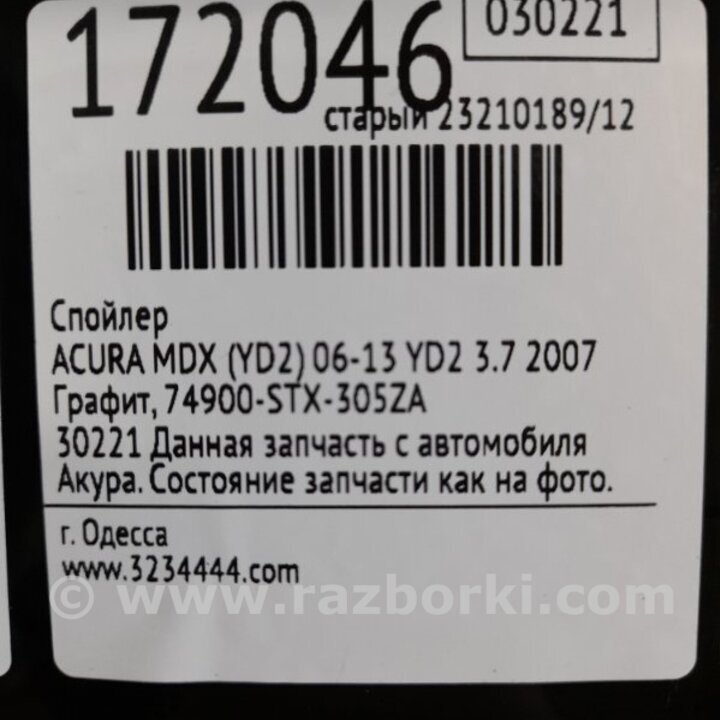 172046
030221
старый 23210189/12
Спойлер
ACURA MDX (YD2) 06-13 YD2 3.7 2007
Графит, 74900-STX-305ZA
30221 Данная запчасть с автомобиля
Акура. Состояние запчасти как на фото.
г. Одесса
www.3234444.com
© www.razborki.com